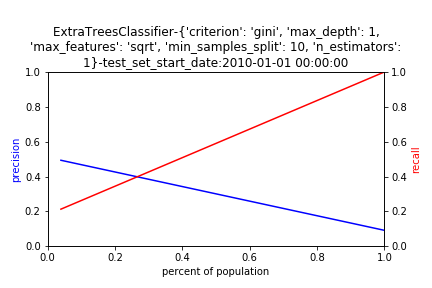 ExtraTreesClassifier-{'criterion': 'gini', 'max_depth': 1,
'max_features': 'sqrt', 'min_samples_split': 10, 'n_estimators':
1}-test_set_start_date:2010-01-01 00:00:00
1.0
0.8
0.6
0.4
0.2
0.0
precision
1.0
0.8
0.6
0.4
0.2
0.0
recall
0.0 0.2 0.4 0.6 0.8 1.0
percent of population